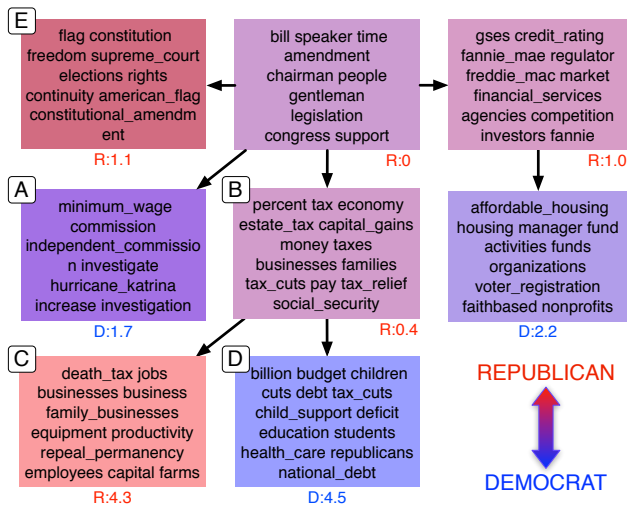 E
flag constitution
freedom supreme_court
elections rights
continuity american_flag
constitutional_amendm
ent
R:1.1
bill speaker time
amendment
chairman people
gentleman
legislation
congress support
R:0
gses credit_rating
fannie_mae regulator
freddie_mac market
financial_services
agencies competition
investors fannie
R:1.0
A
minimum_wage
commission
independent_commissio
n investigate
hurricane_katrina
increase investigation
D:1.7
B
percent tax economy
estate_tax capital_gains
money taxes
businesses families
tax_cuts pay tax_relief
social_security
R:0.4
affordable_housing
housing manager fund
activities funds
organizations
voter_registration
faithbased nonprofits
D:2.2
C
death_tax jobs
businesses business
family_businesses
equipment productivity
repeal_permanency
employees capital farms
R:4.3
D
billion budget children
cuts debt tax_cuts
child_support deficit
education students
health_care republicans
national_debt
D:4.5
REPUBLICAN
DEMOCRAT